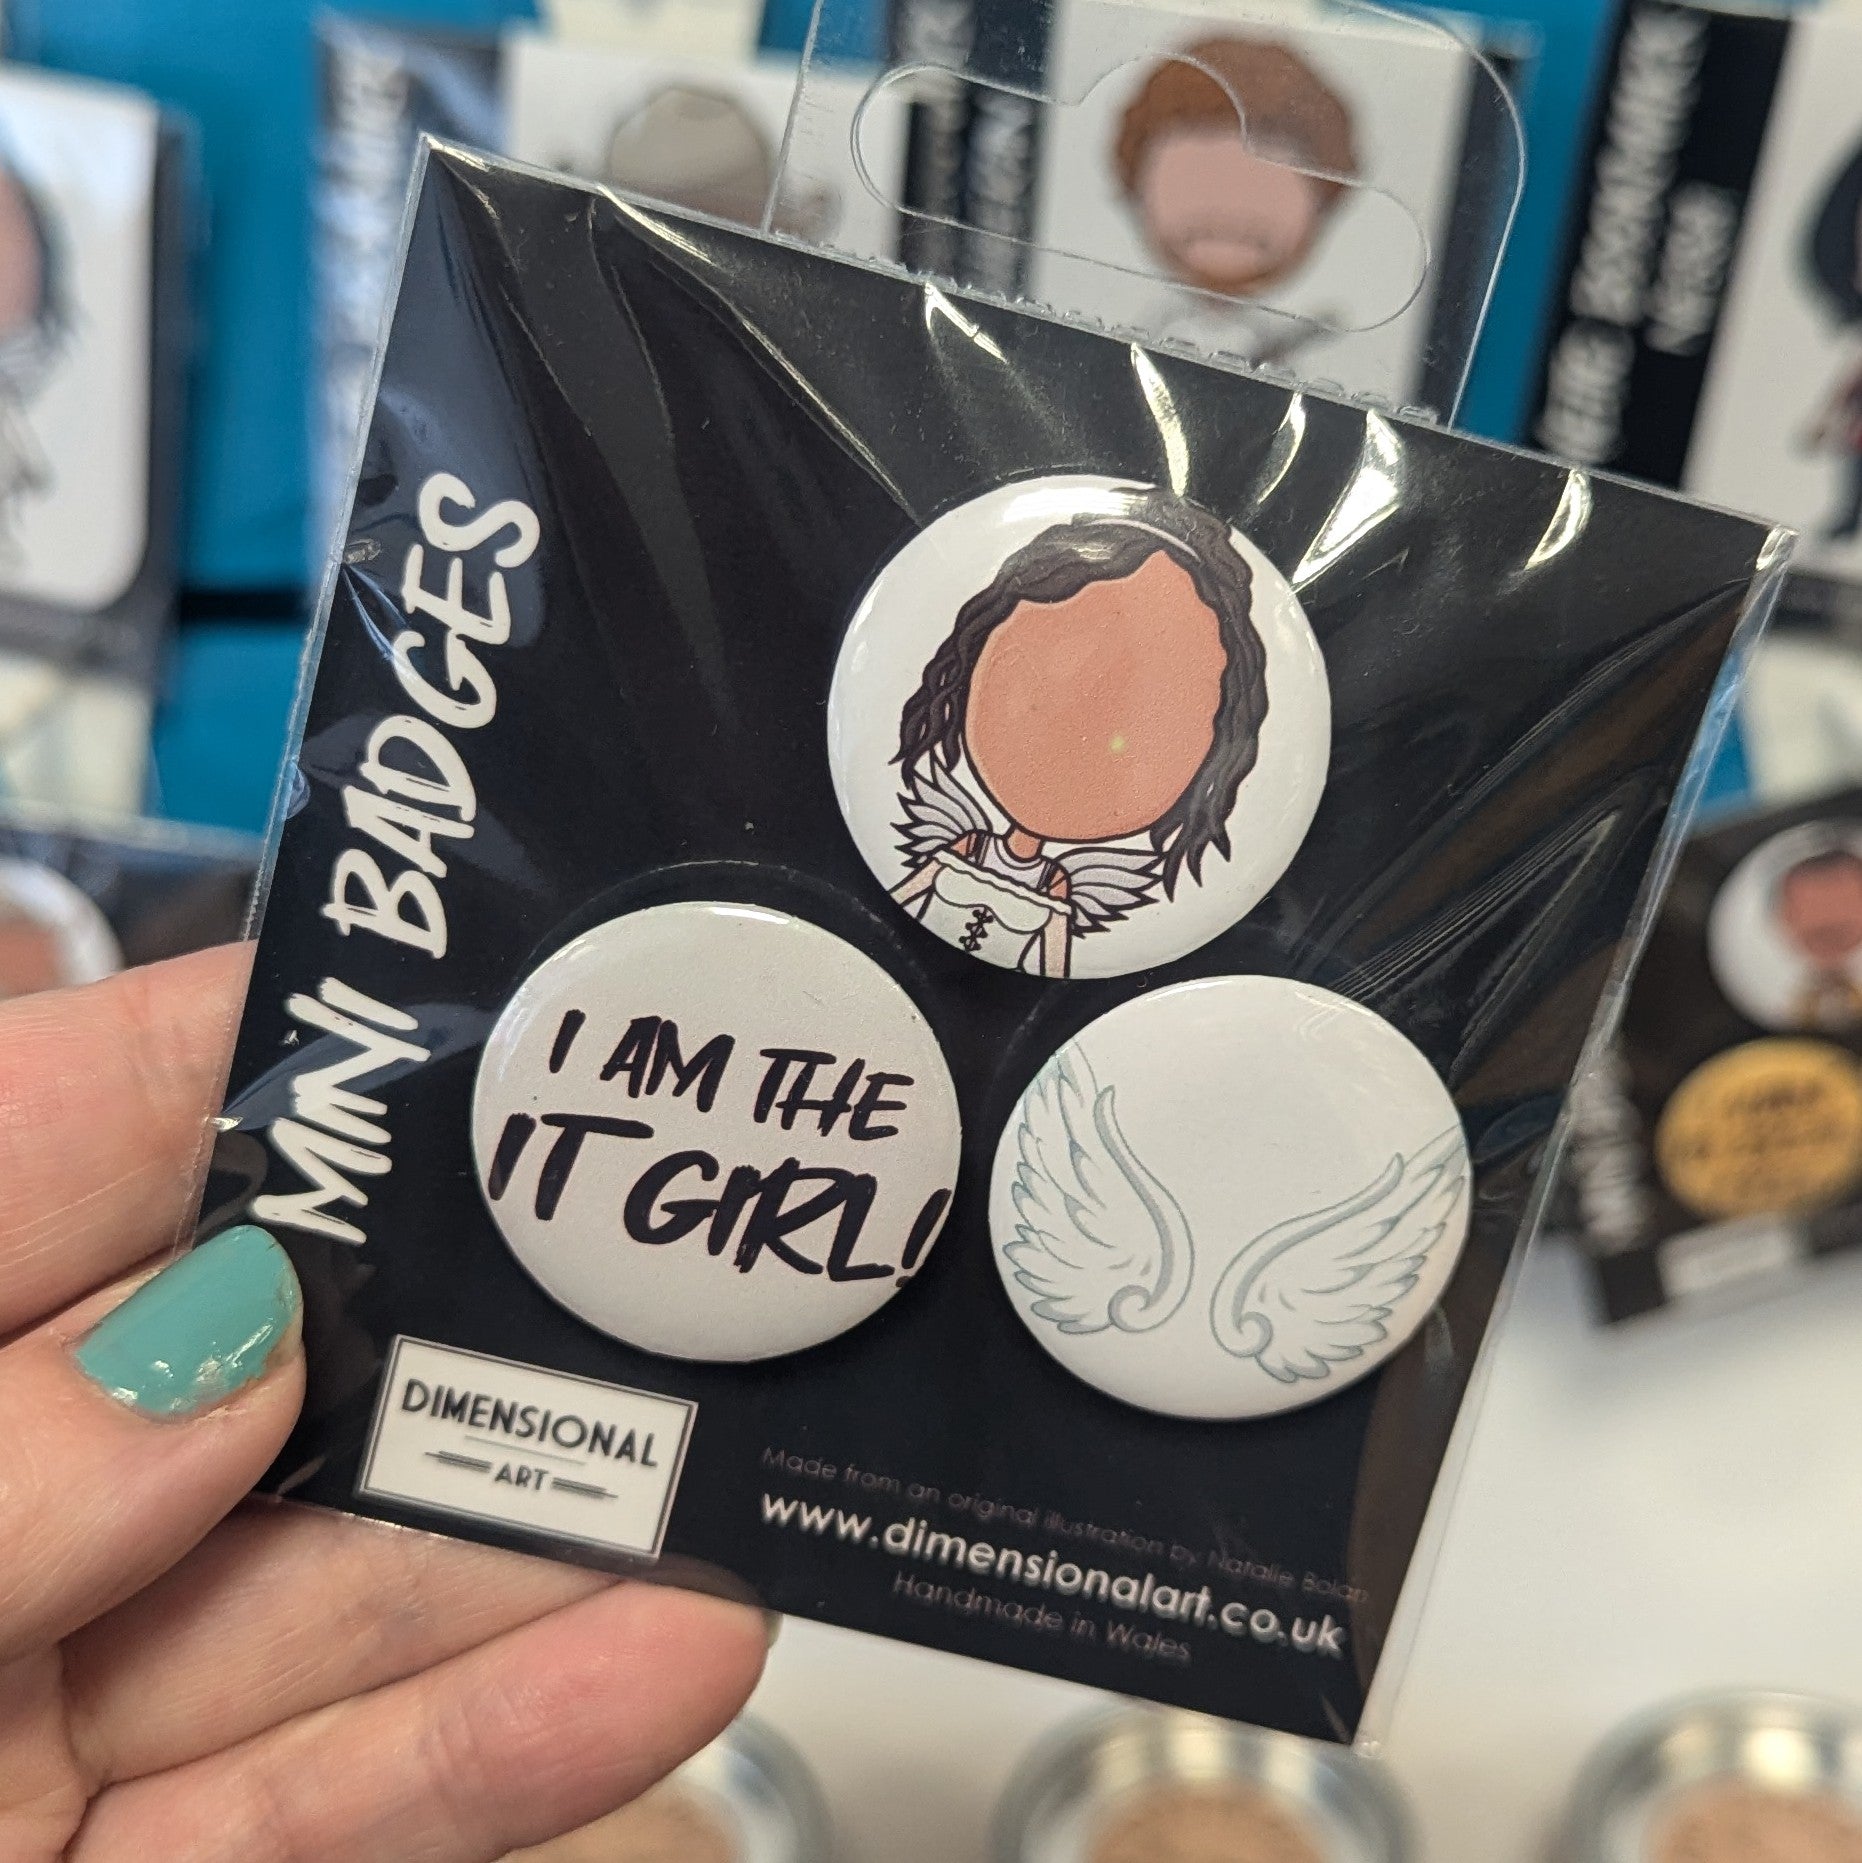 MINI BADGES
I AM THE
IT GIRL!
DIMENSIONAL
ART
Made from an original illustration by Natalie Bolan
www.dimensionalart.co.uk
Handmade in Wales